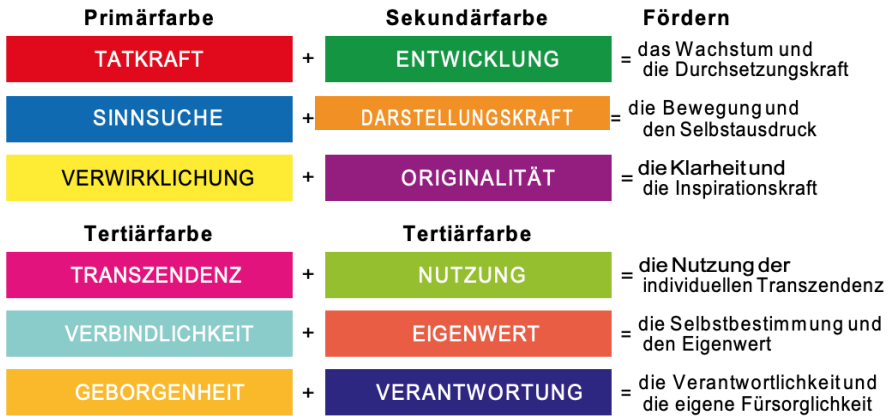 Primärfarbe Sekundärfarbe Fördern
TATKRAFT + ENTWICKLUNG = das Wachstum und
die Durchsetzungskraft
SINNSUCHE + DARSTELLUNGSKRAFT = die Bewegung und
den Selbstausdruck
VERWIRKLICHUNG + ORIGINALITÄT = die Klarheit und
die Inspirationskraft
Tertiärfarbe Tertiärfarbe
TRANSZENDENZ + NUTZUNG = die Nutzung der
individuellen Transzendenz
VERBINDLICHKEIT + EIGENWERT = die Selbstbestimmung und
den Eigenwert
GEBORGENHEIT + VERANTWORTUNG = die Verantwortlichkeit und
die eigene Fürsorglichkeit